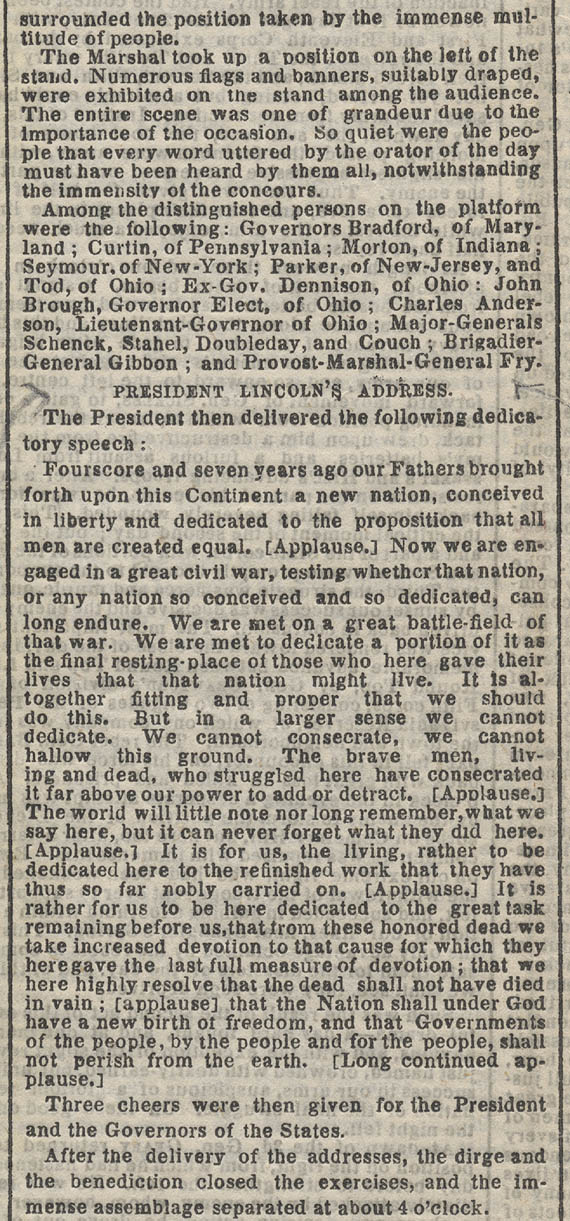 surrounded the position taken by the immense mul-
titude of people.
The Marshal took up a position on the left of the
stand. Numerous flags and banners, suitably draped,
were exhibited on the stand among the audience.
The entire scene was one of grandeur due to the
importance of the occasion. So quiet were the peo-
ple that every word uttered by the orator of the day
must have been heard by them all, notwithstanding
the immensity of the concours.
Among the distinguished persons on the platform
were the following: Governors Bradford, of Mary-
land; Curtin, of Pennsylvania; Morton, of Indiana;
Seymour, of New-York; Parker, of New-Jersey, and
Tod, of Ohio; Ex-Gov. Dennison, of Ohio: John
Brough, Governor Elect, of Ohio; Charles Ander-
son, Lieutenant-Governor of Ohio; Major-Generals
Schenck, Stahel, Doubleday, and Couch; Brigadier-
General Gibbon; and Provost-Marshal-General Fry.
PRESIDENT LINCOLN'S ADDRESS.
The President then delivered the following dedica-
tory speech:
Fourscore and seven years ago our Fathers brought
forth upon this Continent a new nation, conceived
in liberty and dedicated to the proposition that all
men are created equal. [Applause.] Now we are en-
gaged in a great civil war, testing whether that nation,
or any nation so conceived and so dedicated, can
long endure. We are met on a great battle-field of
that war. We are met to dedicate a portion of it as
the final resting-place of those who here gave their
lives that that nation might live. It is al-
together fitting and proper that we should
do this. But in a larger sense we cannot
dedicate. We cannot consecrate, we cannot
hallow this ground. The brave men, liv-
ing and dead, who struggled here have consecrated
it far above our power to add or detract. [Applause.]
The world will little note nor long remember, what we
say here, but it can never forget what they did here.
[Applause.] It is for us, the living, rather to be
dedicated here to the refinished work that they have
thus so far nobly carried on. [Applause.] It is
rather for us to be here dedicated to the great task
remaining before us, that from these honored dead we
take increased devotion to that cause for which they
here gave the last full measure of devotion; that we
here highly resolve that the dead shall not have died
in vain; [applause] that the Nation shall under God
have a new birth of freedom, and that Governments
of the people, by the people and for the people, shall
not perish from the earth. [Long continued ap-
plause.]
Three cheers were then given for the President
and the Governors of the States.
After the delivery of the addresses, the dirge and
the benediction closed the exercises, and the im-
mense assemblage separated at about 4 o'clock.